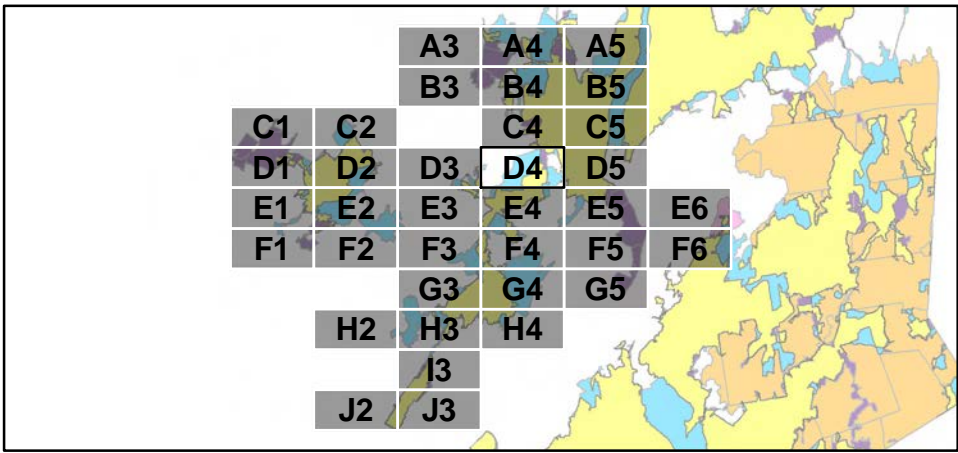 A3 A4 A5
B3 B4 B5
C1 C2 C4 C5
D1 D2 D3 D4 D5
E1 E2 E3 E4 E5 E6
F1 F2 F3 F4 F5 F6
G3 G4 G5
H2 H3 H4
I3
J2 J3